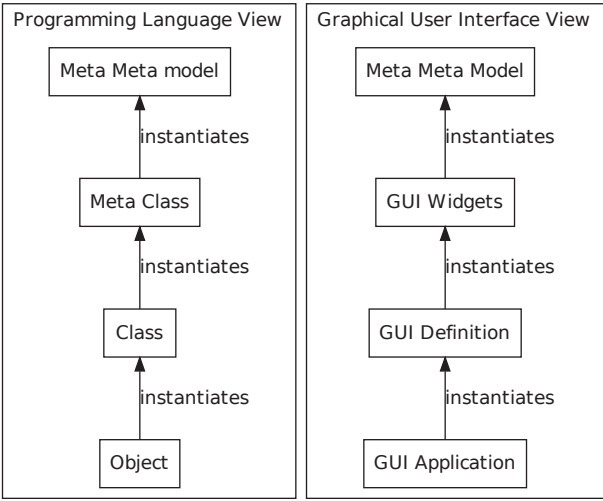 Programming Language View
Meta Meta model
instantiates
Meta Class
instantiates
Class
instantiates
Object
Graphical User Interface View
Meta Meta Model
instantiates
GUI Widgets
instantiates
GUI Definition
instantiates
GUI Application